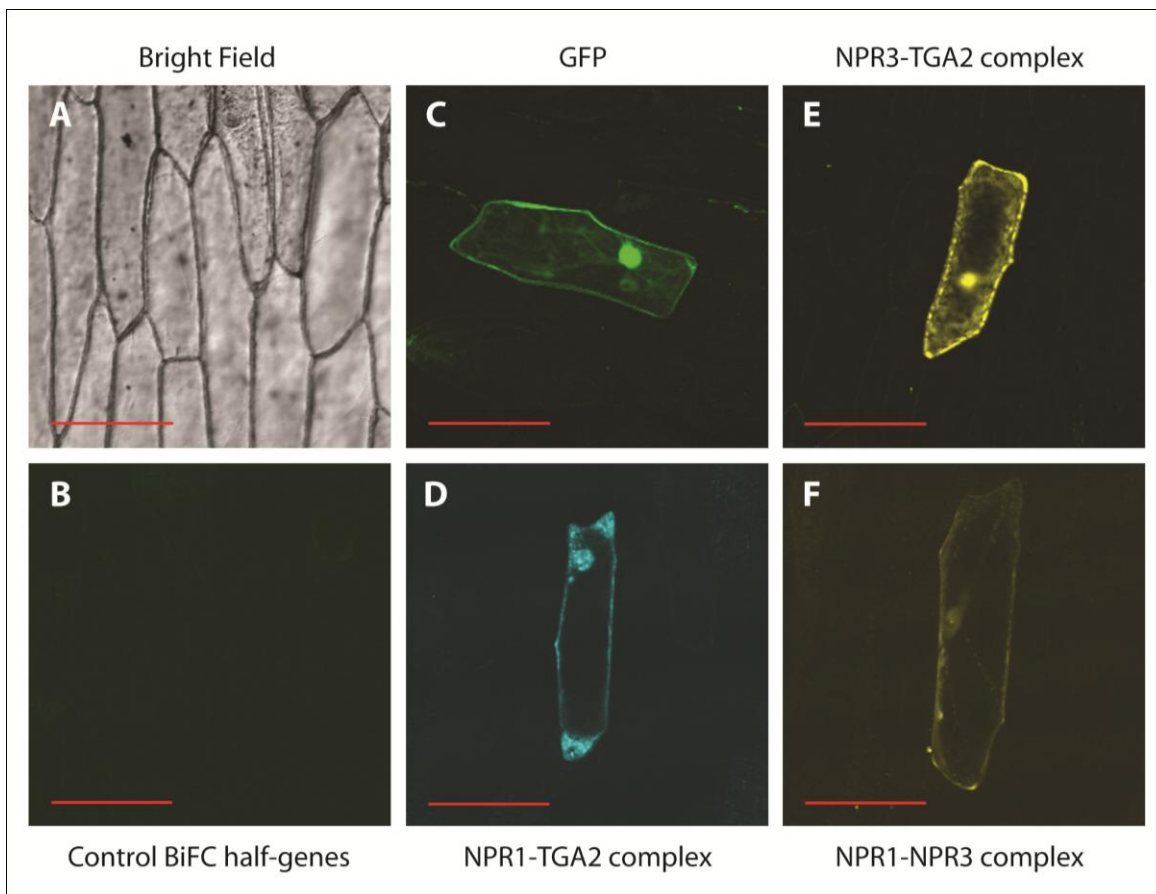 Bright Field
GFP
NPR3-TGA2 complex
A
C
E
B
D
F
Control BiFC half-genes
NPR1-TGA2 complex
NPR1-NPR3 complex